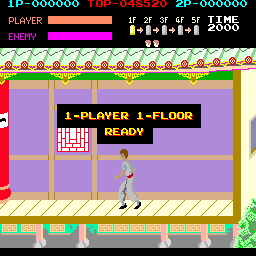 1P-000000 TOP-046520 2P-000000
PLAYER 1F 2F 3F 4F 5F TIME
2000
ENEMY
1-PLAYER 1-FLOOR
READY